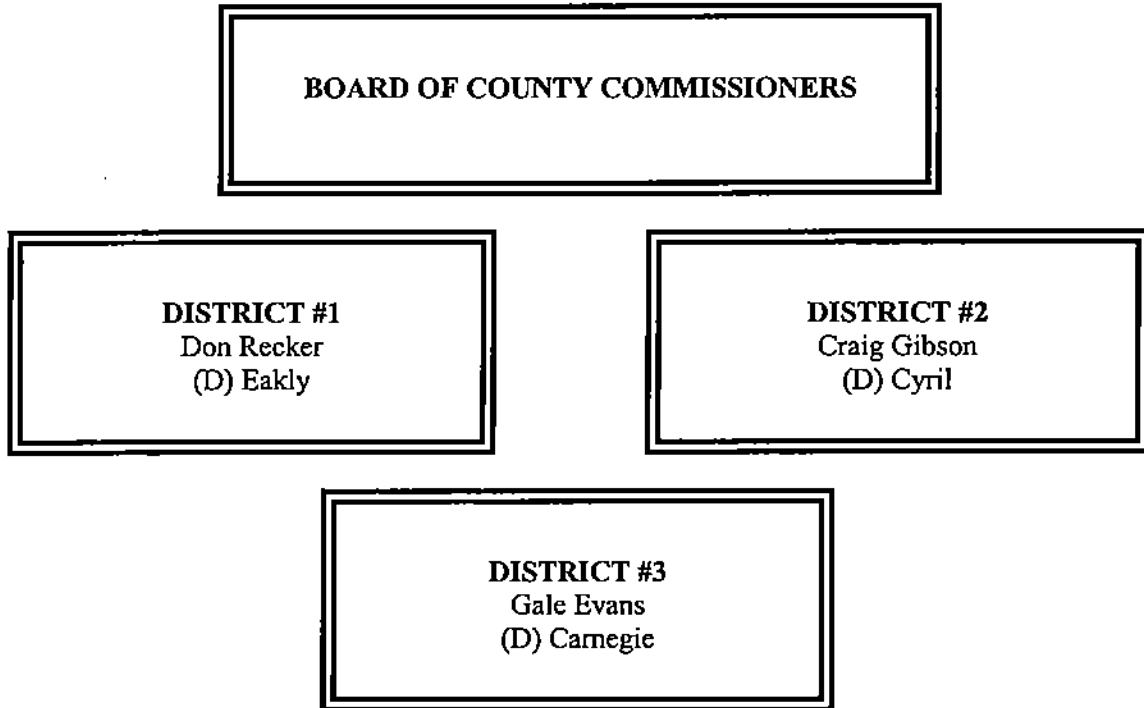 BOARD OF COUNTY COMMISSIONERS
DISTRICT #1
Don Recker
(D) Eakly
DISTRICT #2
Craig Gibson
(D) Cyril
DISTRICT #3
Gale Evans
(D) Carnegie